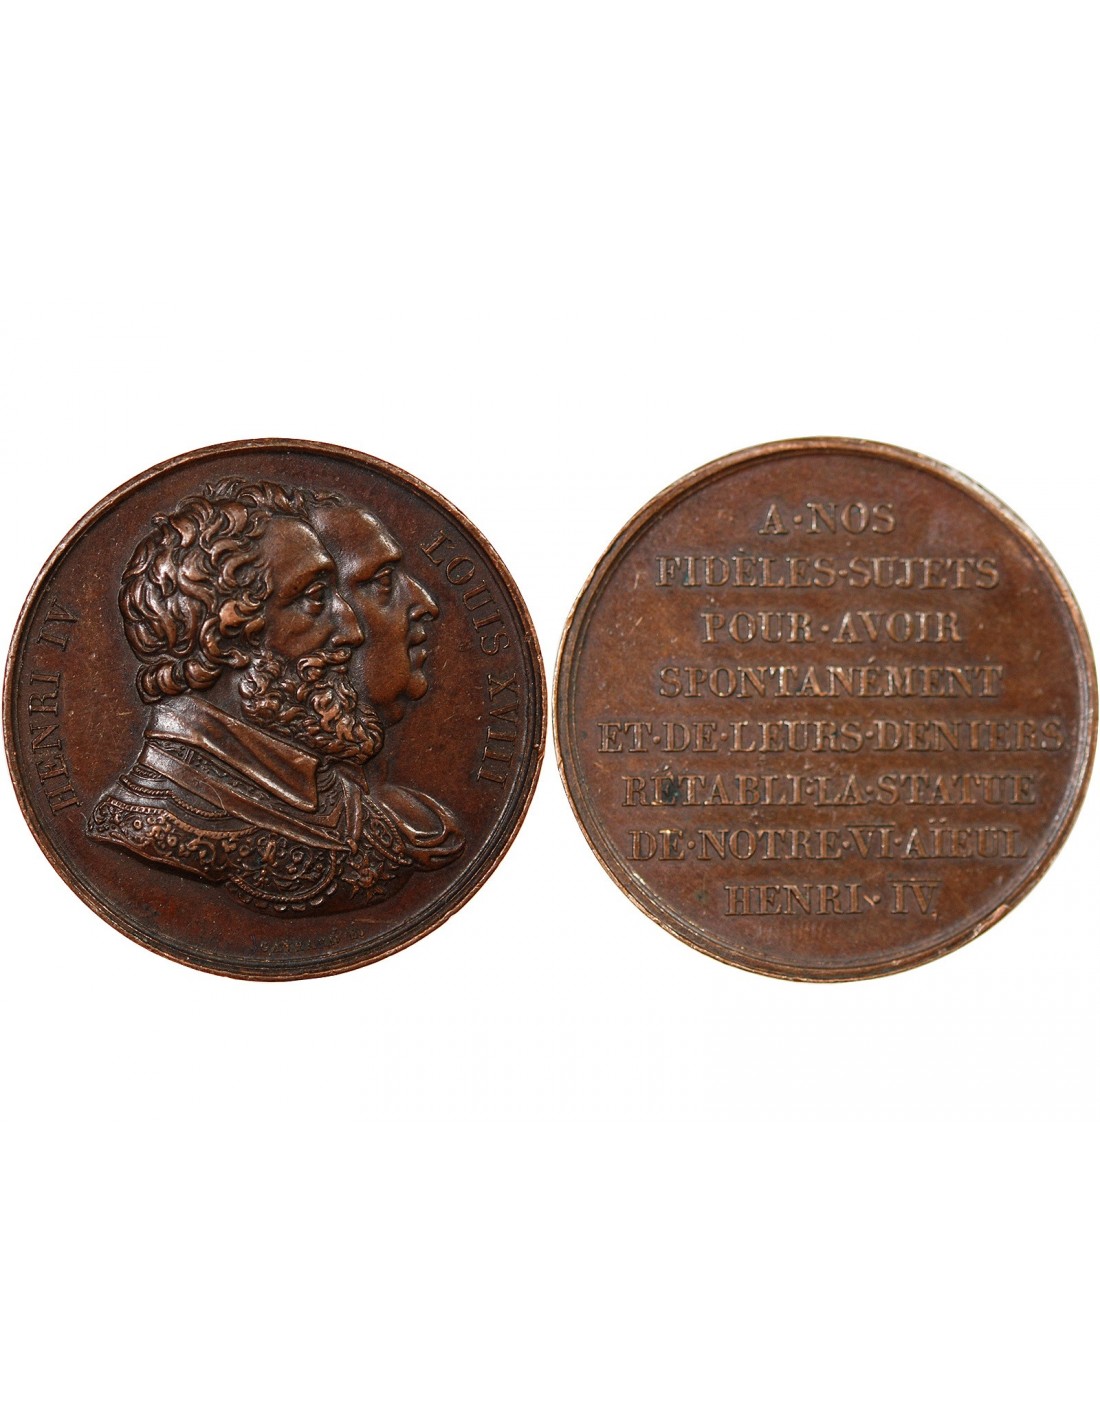 HENRI IV
LOUIS XVIII
A·NOS
FIDÈLES·SUJETS
POUR·AVOIR
SPONTANÉMENT
ET·DE·LEURS·DENIERS
RÉTABLI·LA·STATUE
DE·NOTRE·VI·AÏEUL
HENRI·IV